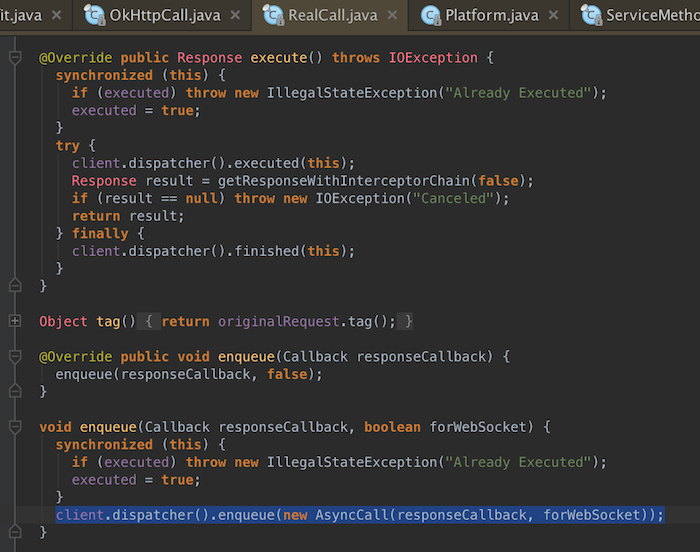 it.java × OkHttpCall.java × RealCall.java × Platform.java × ServiceMetho
@Override public Response execute() throws IOException {
  synchronized (this) {
    if (executed) throw new IllegalStateException("Already Executed");
    executed = true;
  }
  try {
    client.dispatcher().executed(this);
    Response result = getResponseWithInterceptorChain(false);
    if (result == null) throw new IOException("Canceled");
    return result;
  } finally {
    client.dispatcher().finished(this);
  }
}
Object tag() { return originalRequest.tag(); }
@Override public void enqueue(Callback responseCallback) {
  enqueue(responseCallback, false);
}
void enqueue(Callback responseCallback, boolean forWebSocket) {
  synchronized (this) {
    if (executed) throw new IllegalStateException("Already Executed");
    executed = true;
  }
  client.dispatcher().enqueue(new AsyncCall(responseCallback, forWebSocket));
}